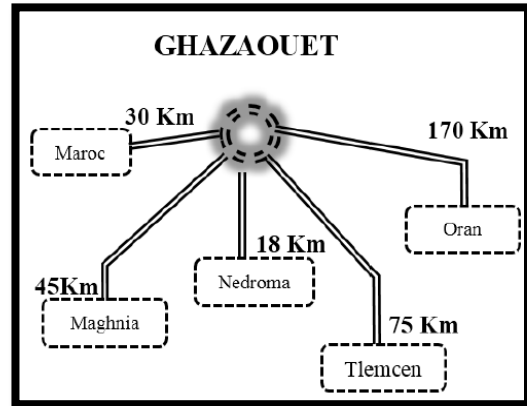 GHAZAOUET
30 Km
170 Km
Maroc
Oran
18 Km
Nedroma
45Km
Maghnia
75 Km
Tlemcen